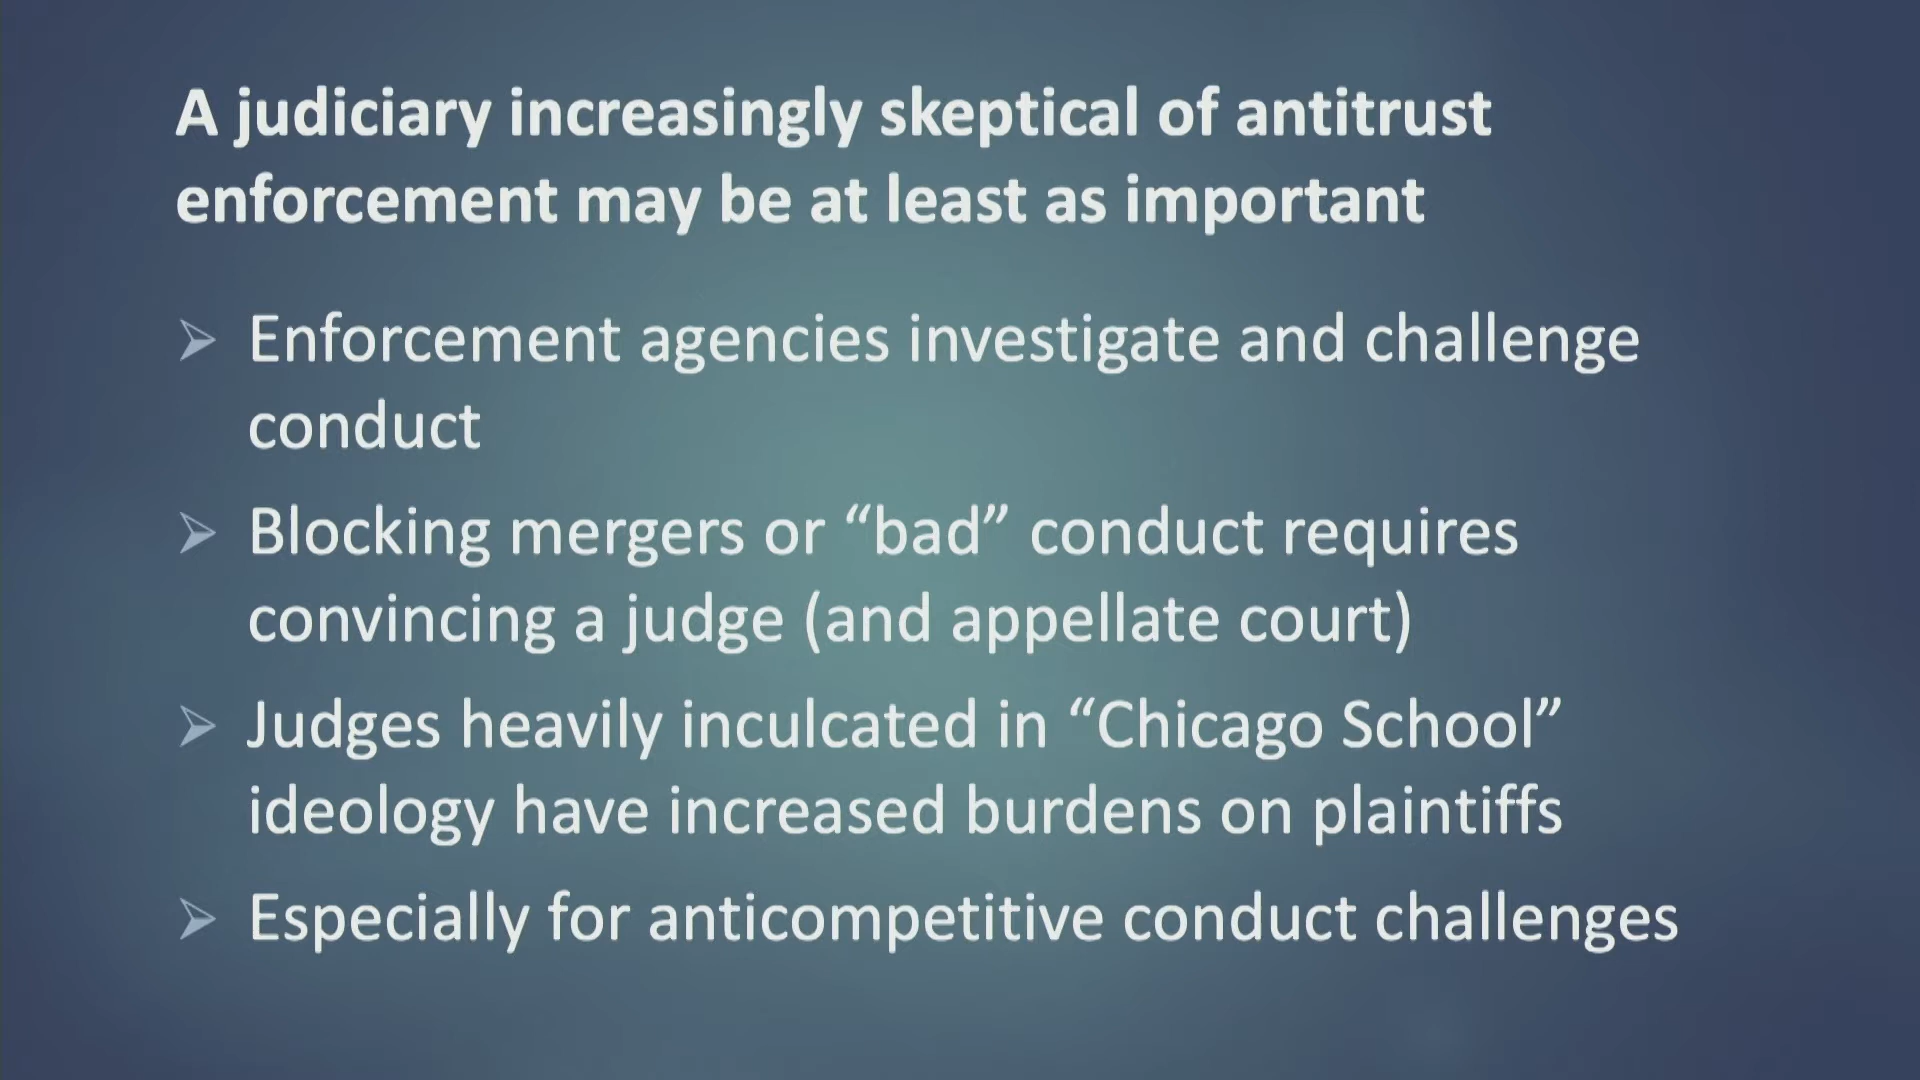 A judiciary increasingly skeptical of antitrust
enforcement may be at least as important
Enforcement agencies investigate and challenge
conduct
Blocking mergers or “bad” conduct requires
convincing a judge (and appellate court)
Judges heavily inculcated in “Chicago School”
ideology have increased burdens on plaintiffs
Especially for anticompetitive conduct challenges